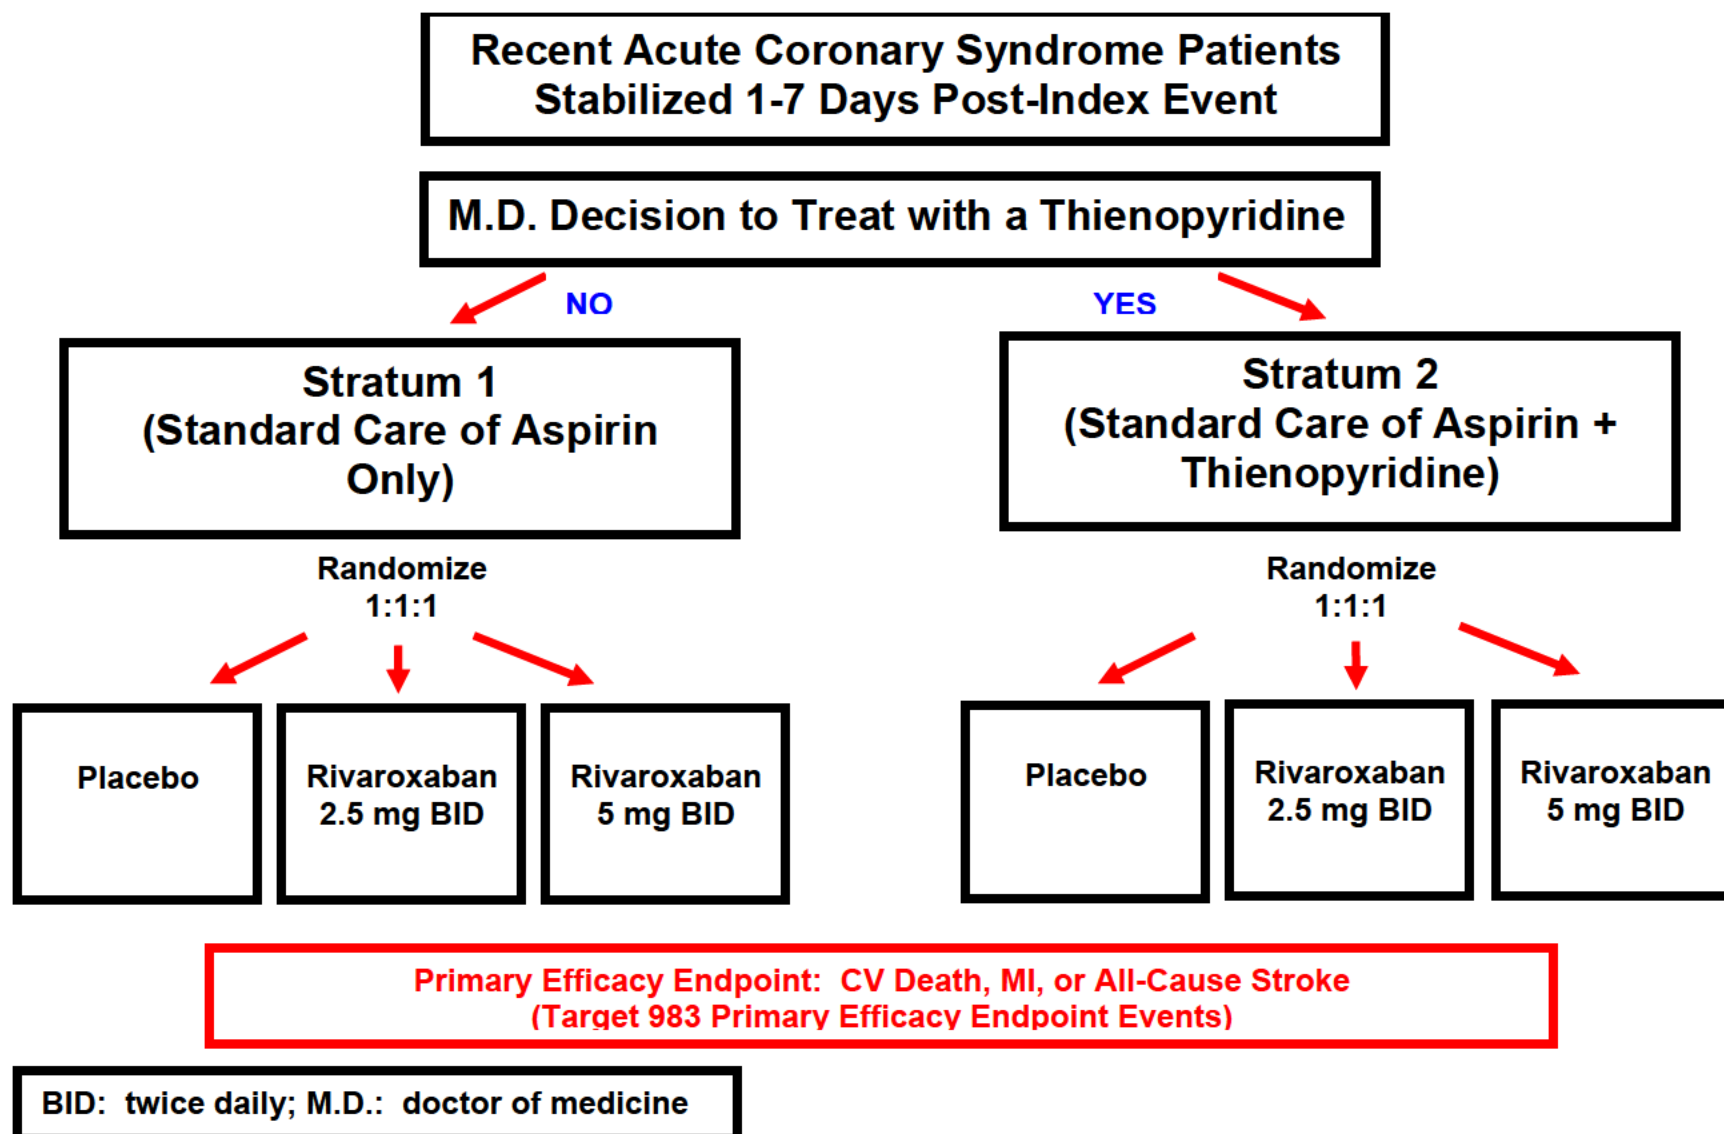 Recent Acute Coronary Syndrome Patients
Stabilized 1-7 Days Post-Index Event
M.D. Decision to Treat with a Thienopyridine
NO
YES
Stratum 1
(Standard Care of Aspirin
Only)
Stratum 2
(Standard Care of Aspirin +
Thienopyridine)
Randomize
1:1:1
Randomize
1:1:1
Placebo
Rivaroxaban
2.5 mg BID
Rivaroxaban
5 mg BID
Placebo
Rivaroxaban
2.5 mg BID
Rivaroxaban
5 mg BID
Primary Efficacy Endpoint: CV Death, MI, or All-Cause Stroke
(Target 983 Primary Efficacy Endpoint Events)
BID: twice daily; M.D.: doctor of medicine